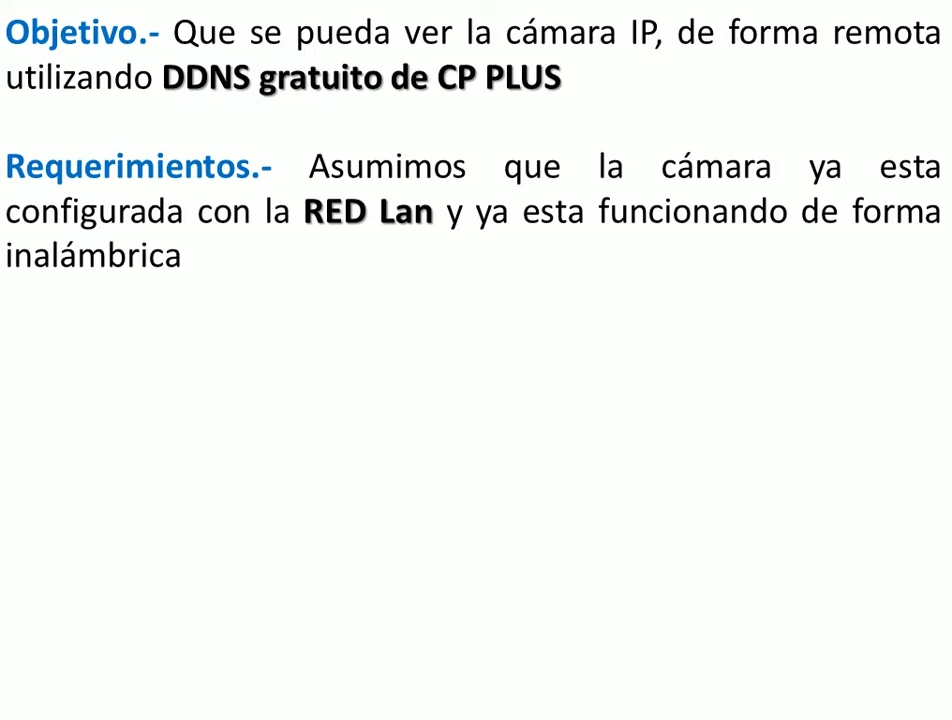 Objetivo.- Que se pueda ver la cámara IP, de forma remota
utilizando DDNS gratuito de CP PLUS
Requerimientos.- Asumimos que la cámara ya esta
configurada con la RED Lan y ya esta funcionando de forma
inalámbrica